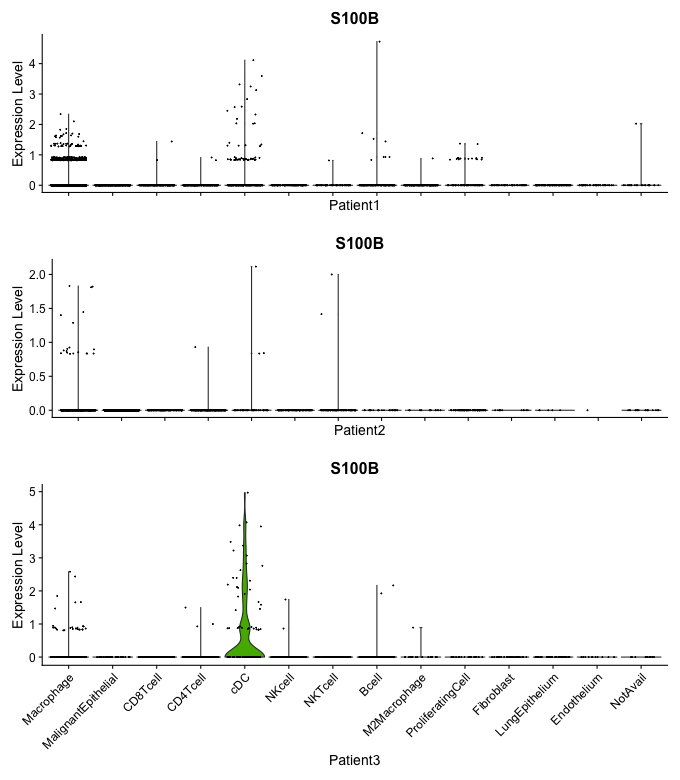 S100B
Expression Level
4
3
2
1
0
Patient1
S100B
Expression Level
2.0
1.5
1.0
0.5
0.0
Patient2
S100B
Expression Level
5
4
3
2
1
0
Macrophage
MalignantEpithelial
CD8Tcell
CD4Tcell
cDC
NKcell
NKTcell
Bcell
M2Macrophage
ProliferatingCell
Fibroblast
LungEpithelium
Endothelium
NotAvail
Patient3